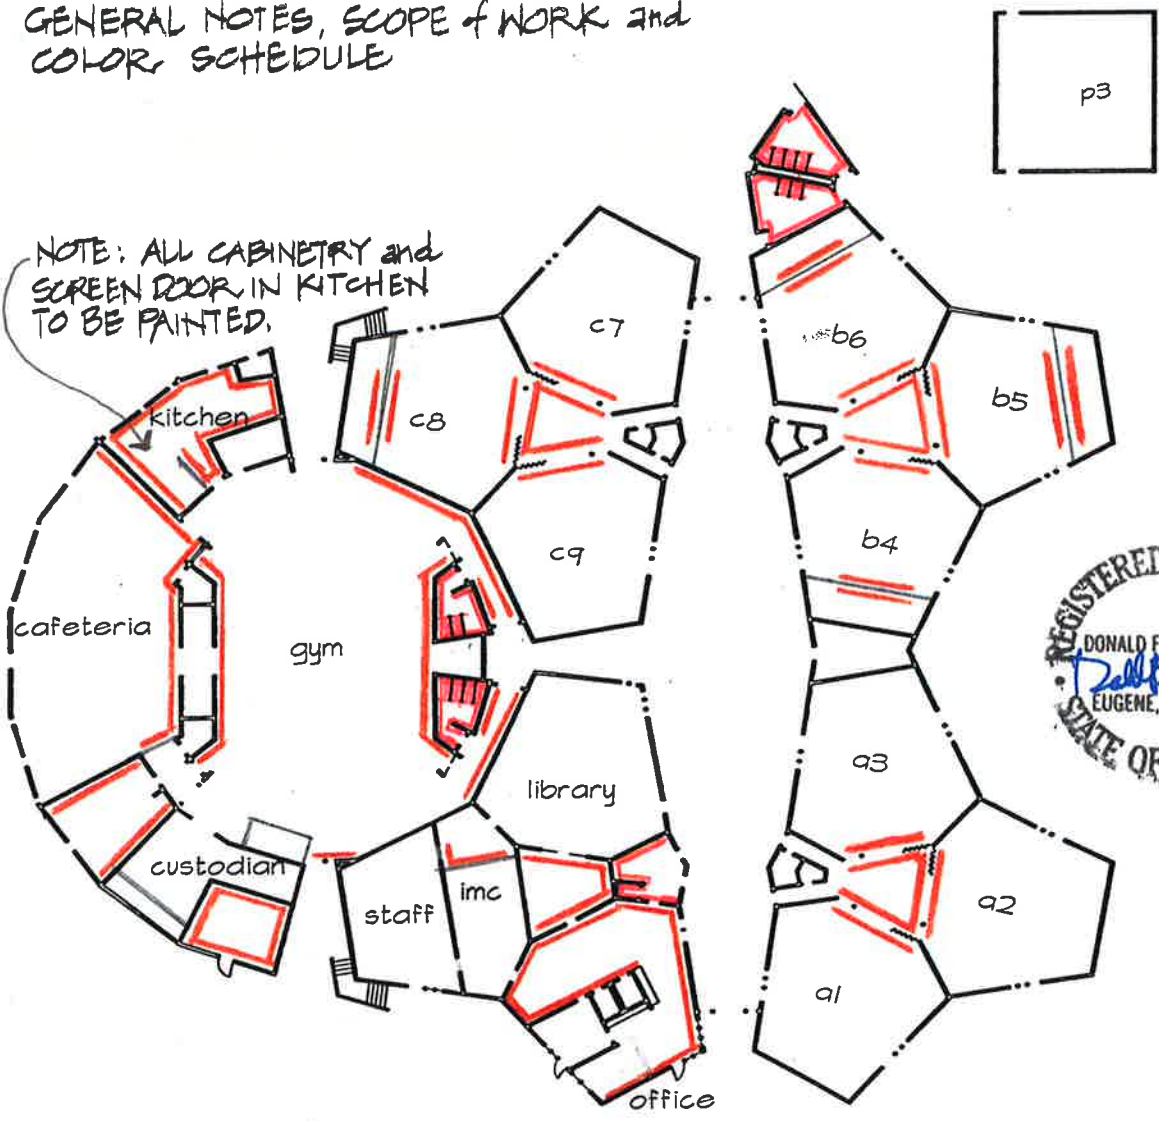 GENERAL NOTES, SCOPE of WORK and
COLOR SCHEDULE
p3
NOTE: ALL CABINETRY and
SCREEN DOOR IN KITCHEN
TO BE PAINTED.
c7
b6
kitchen
c8
b5
c9
b4
cafeteria
gym
REGISTERED
DONALD
EUGENE,
STATE OF
a3
library
custodian
imc
staff
a2
a1
office